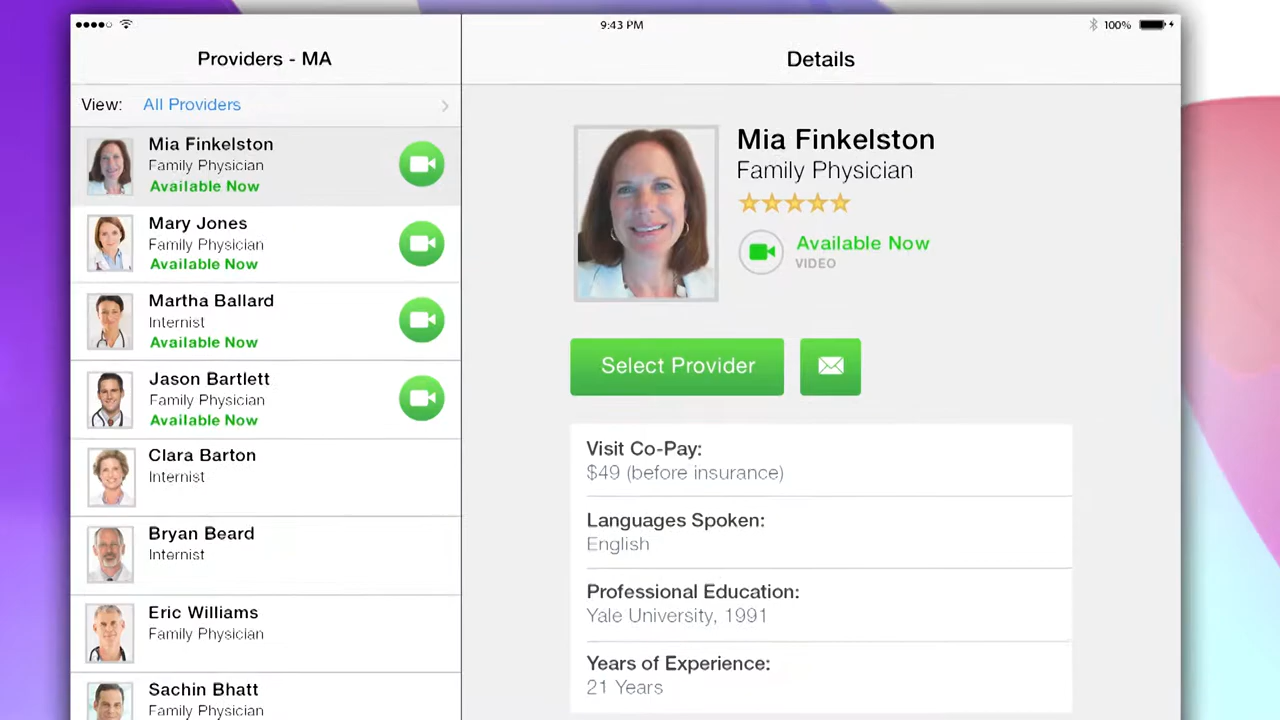 9:43 PM
100%
Providers - MA
Details
View: All Providers
Mia Finkelston
Family Physician
Available Now
Mary Jones
Family Physician
Available Now
Martha Ballard
Internist
Available Now
Jason Bartlett
Family Physician
Available Now
Clara Barton
Internist
Bryan Beard
Internist
Eric Williams
Family Physician
Sachin Bhatt
Family Physician
Mia Finkelston
Family Physician
Available Now
VIDEO
Select Provider
Visit Co-Pay:
$49 (before insurance)
Languages Spoken:
English
Professional Education:
Yale University, 1991
Years of Experience:
21 Years